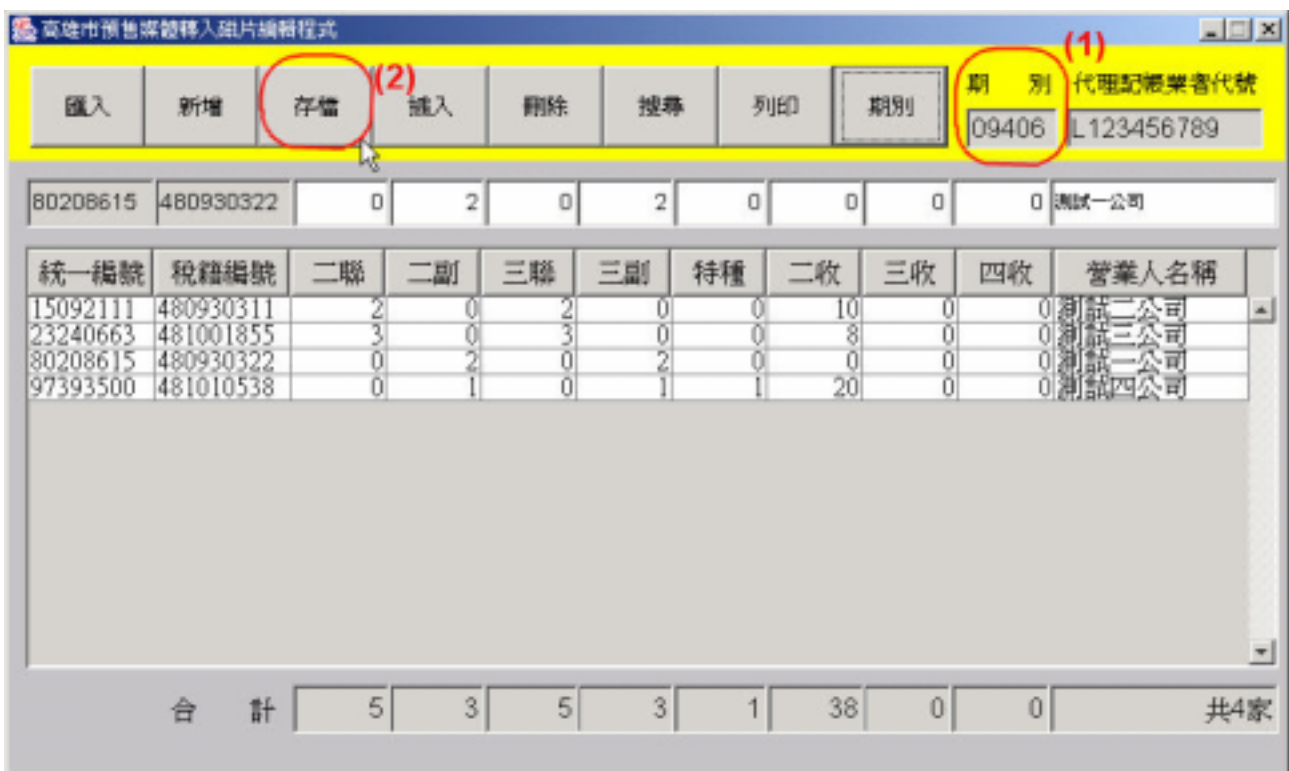 高雄市預售媒體轉入磁片編輯程式
(1)
匯入 新增 存檔 (2) 插入 刪除 搜尋 列印 期別 期 別 代理記帳業者代號
09406 L123456789
80208615 480930322 0 2 0 2 0 0 0 0 測試一公司
統一編號 稅籍編號 二聯 二副 三聯 三副 特種 二收 三收 四收 營業人名稱
15092111 480930311 2 0 2 0 0 10 0 0 測試二公司
23240663 481001855 3 0 3 0 0 8 0 0 測試三公司
80208615 480930322 0 2 0 2 0 0 0 0 測試一公司
97393500 481010538 0 1 0 1 1 20 0 0 測試四公司
合 計 5 3 5 3 1 38 0 0 共4家